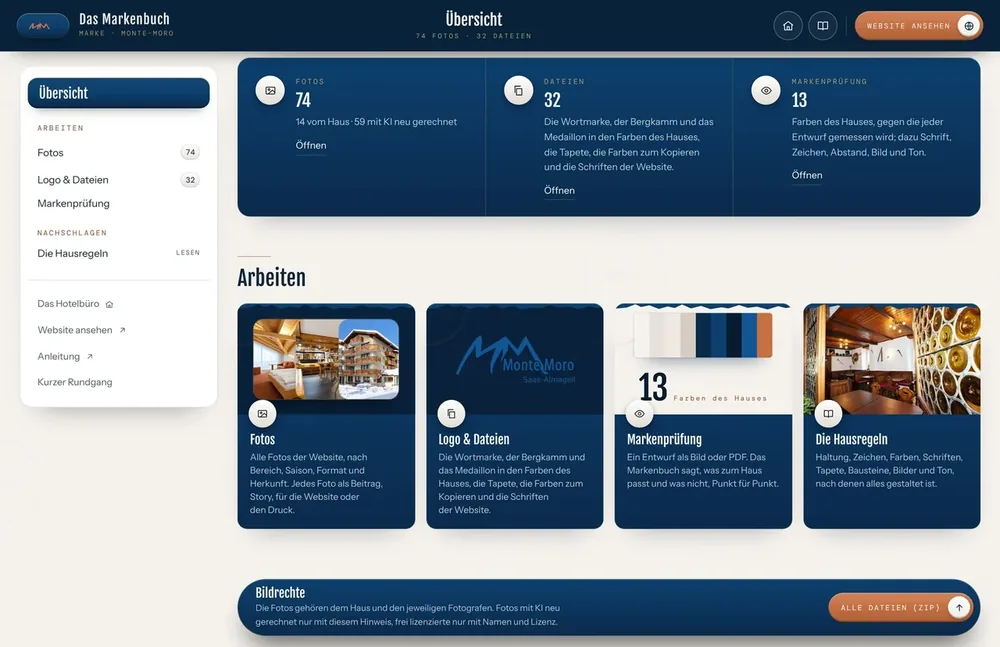 Das Markenbuch
MARKE · MONTE-MORO
Übersicht
74 FOTOS · 32 DATEIEN
WEBSITE ANSEHEN
Übersicht
ARBEITEN
Fotos 74
Logo & Dateien 32
Markenprüfung
NACHSCHLAGEN
Die Hausregeln LESEN
Das Hotelbüro
Website ansehen ↗
Anleitung ↗
Kurzer Rundgang
FOTOS
74
14 vom Haus · 59 mit KI neu gerechnet
Öffnen
DATEIEN
32
Die Wortmarke, der Bergkamm und das
Medaillon in den Farben des Hauses,
die Tapete, die Farben zum Kopieren
und die Schriften der Website.
Öffnen
MARKENPRÜFUNG
13
Farben des Hauses, gegen die jeder
Entwurf gemessen wird; dazu Schrift,
Zeichen, Abstand, Bild und Ton.
Öffnen
Arbeiten
Fotos
Alle Fotos der Website, nach
Bereich, Saison, Format und
Herkunft. Jedes Foto als Beitrag,
Story, für die Website oder
den Druck.
Monte Moro
Saas-Almagell
Logo & Dateien
Die Wortmarke, der Bergkamm und
das Medaillon in den Farben des
Hauses, die Tapete, die Farben zum
Kopieren und die Schriften
der Website.
13 Farben des Hauses
Markenprüfung
Ein Entwurf als Bild oder PDF. Das
Markenbuch sagt, was zum Haus
passt und was nicht, Punkt für Punkt.
Die Hausregeln
Haltung, Zeichen, Farben, Schriften,
Tapete, Bausteine, Bilder und Ton,
nach denen alles gestaltet ist.
Bildrechte
Die Fotos gehören dem Haus und den jeweiligen Fotografen. Fotos mit KI neu
gerechnet nur mit diesem Hinweis, frei lizenzierte nur mit Namen und Lizenz.
ALLE DATEIEN (ZIP)